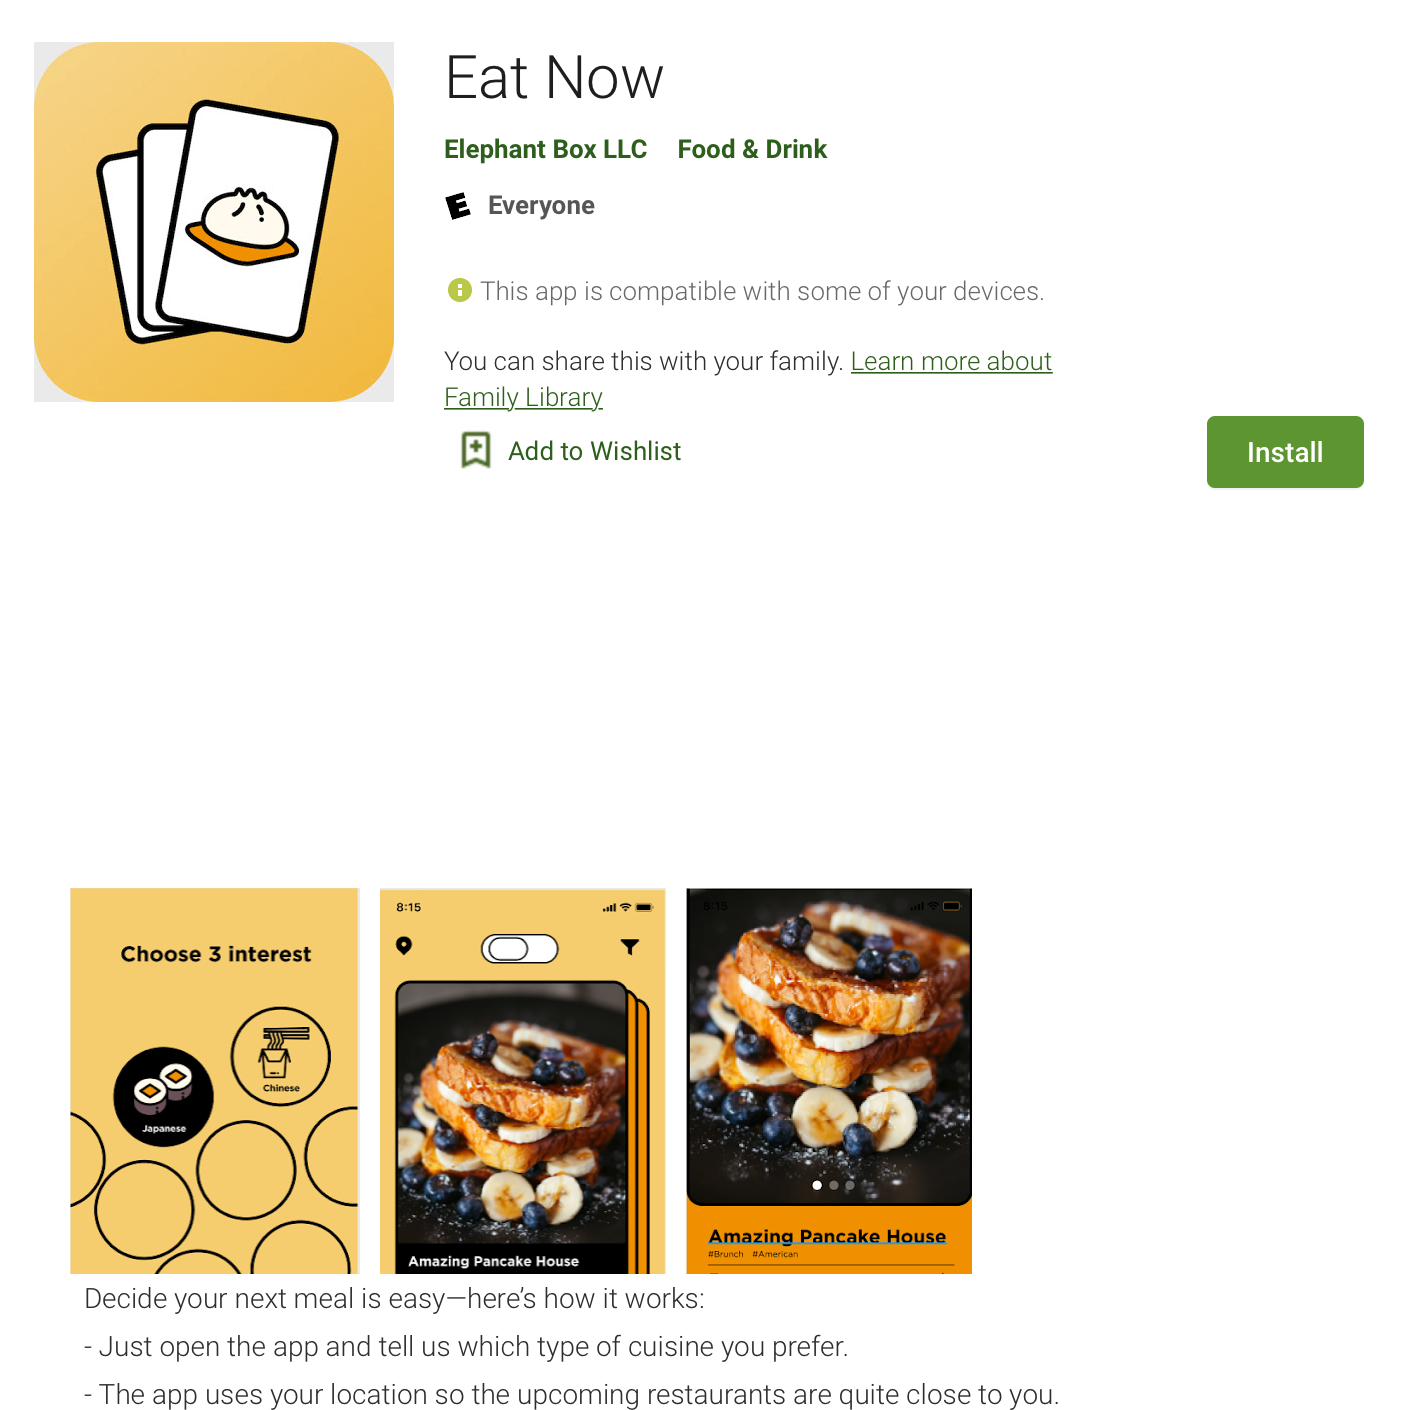 Eat Now
Elephant Box LLC Food & Drink
E Everyone
This app is compatible with some of your devices.
You can share this with your family. Learn more about
Family Library
Add to Wishlist
Install
Choose 3 interest
Chinese
Japanese
8:15
Amazing Pancake House
8:15
Amazing Pancake House
#Brunch #American
Decide your next meal is easy—here's how it works:
- Just open the app and tell us which type of cuisine you prefer.
- The app uses your location so the upcoming restaurants are quite close to you.